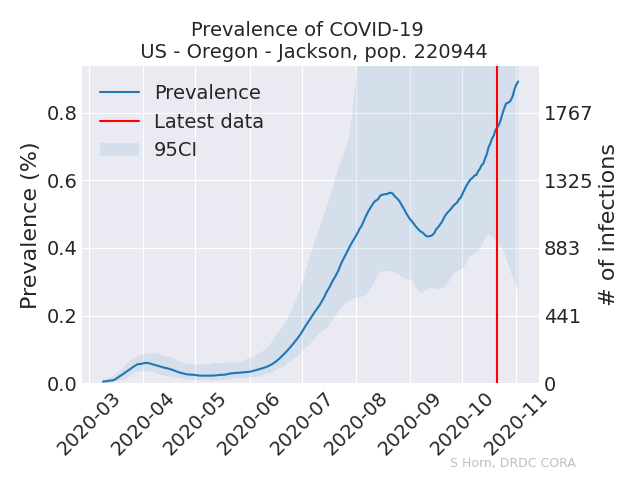 Prevalence of COVID-19
US - Oregon - Jackson, pop. 220944
Prevalence
Latest data
95CI
Prevalence (%)
0.8
0.6
0.4
0.2
0.0
1767
1325
883
441
0
# of infections
2020-03
2020-04
2020-05
2020-06
2020-07
2020-08
2020-09
2020-10
2020-11
S Horn, DRDC CORA